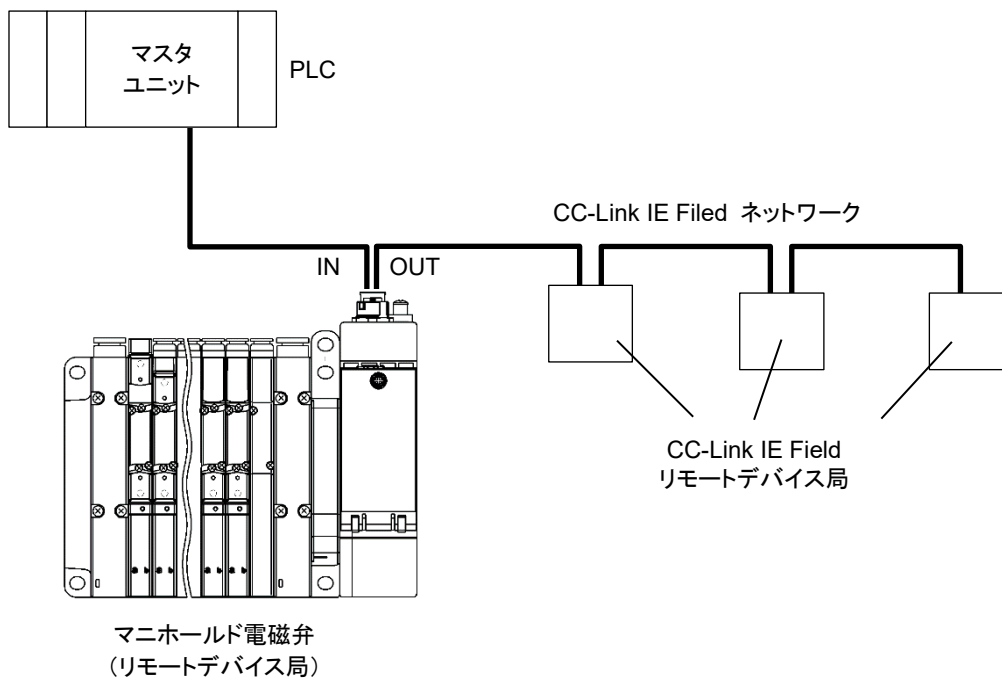 マスタ
ユニット
PLC
CC-Link IE Filed ネットワーク
IN
OUT
CC-Link IE Field
リモートデバイス局
マニホールド電磁弁
（リモートデバイス局）